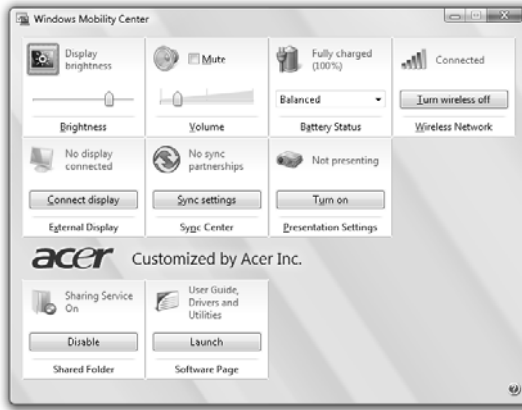 Windows Mobility Center
Display
brightness
Brightness
Mute
Volume
Fully charged
(100%)
Balanced
Battery Status
Connected
Turn wireless off
Wireless Network
No display
connected
Connect display
External Display
No sync
partnerships
Sync settings
Sync Center
Not presenting
Turn on
Presentation Settings
acer Customized by Acer Inc.
Sharing Service
On
Disable
Shared Folder
User Guide,
Drivers and
Utilities
Launch
Software Page